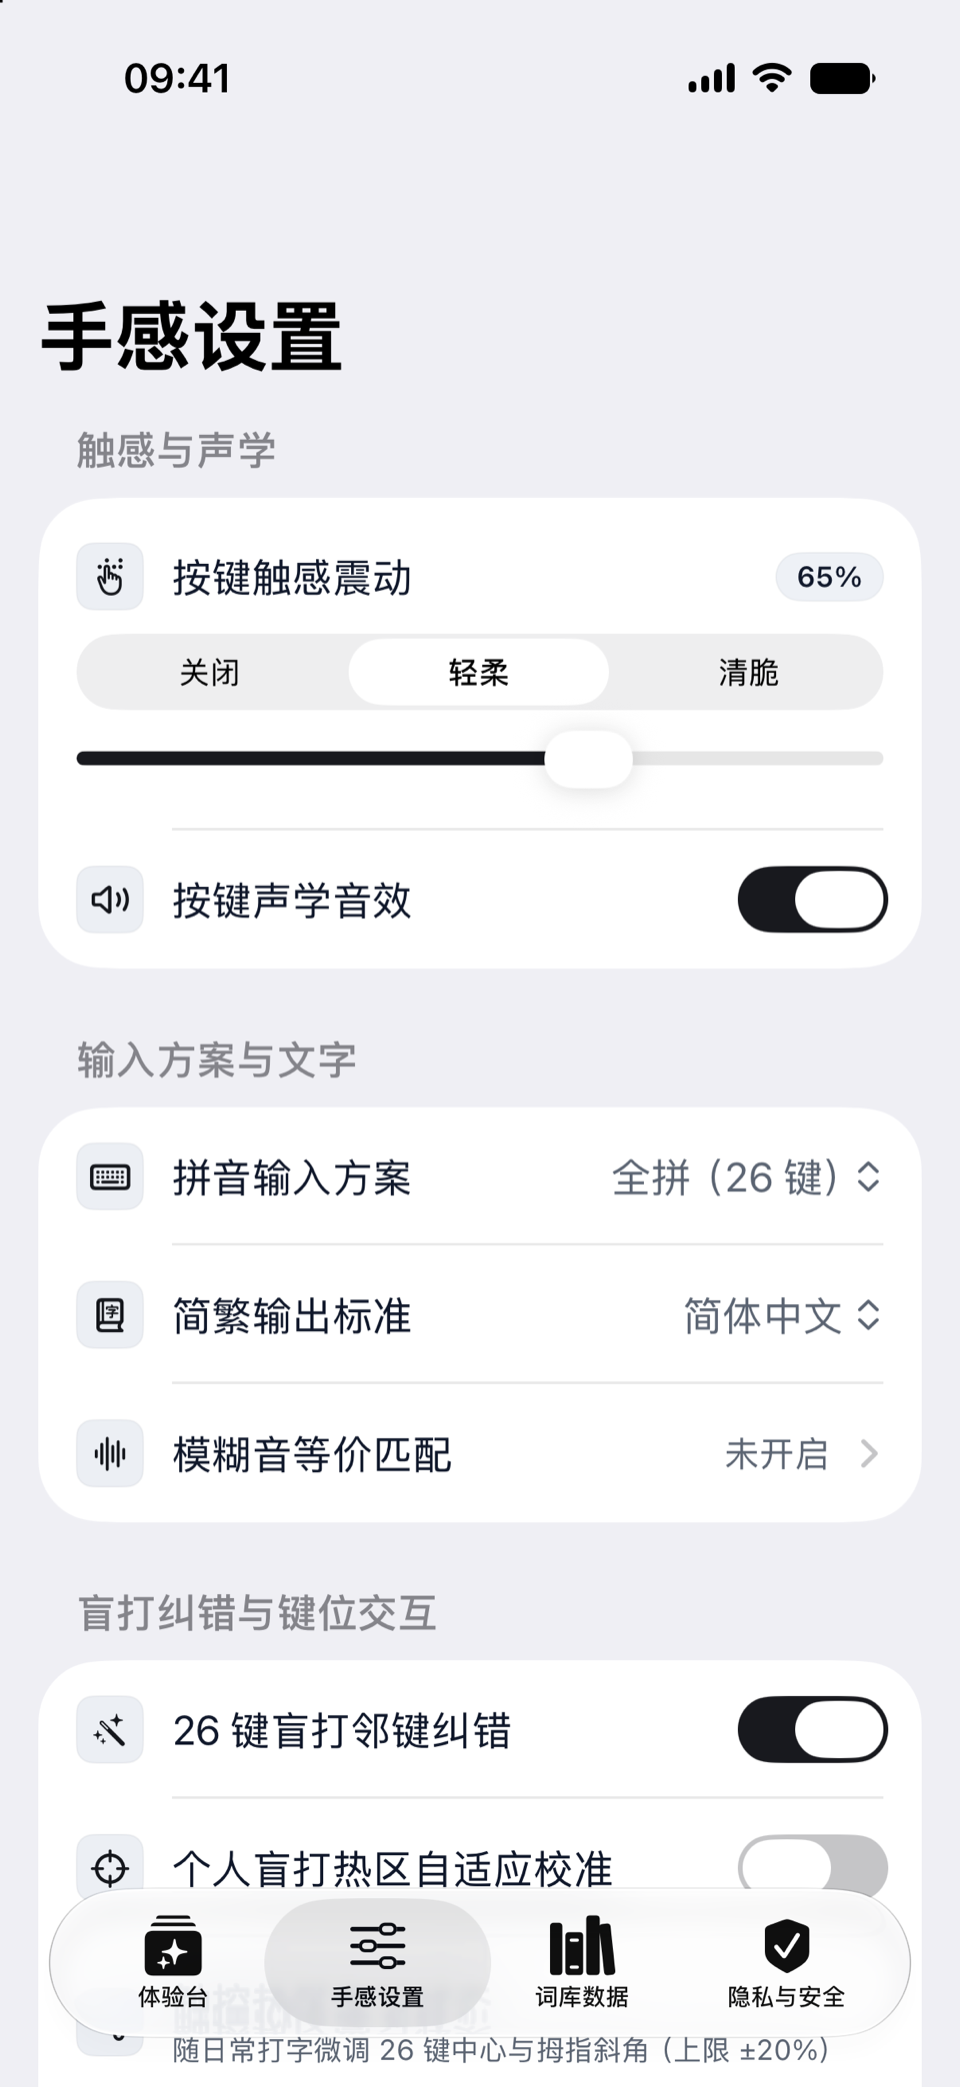 09:41
手感设置
触感与声学
按键触感震动
65%
关闭
轻柔
清脆
按键声学音效
输入方案与文字
拼音输入方案
全拼（26 键）
简繁输出标准
简体中文
模糊音等价匹配
未开启
盲打纠错与键位交互
26 键盲打邻键纠错
个人盲打热区自适应校准
体验台
手感设置
词库数据
隐私与安全
随日常打字微调 26 键中心与拇指斜角（上限 ±20%）